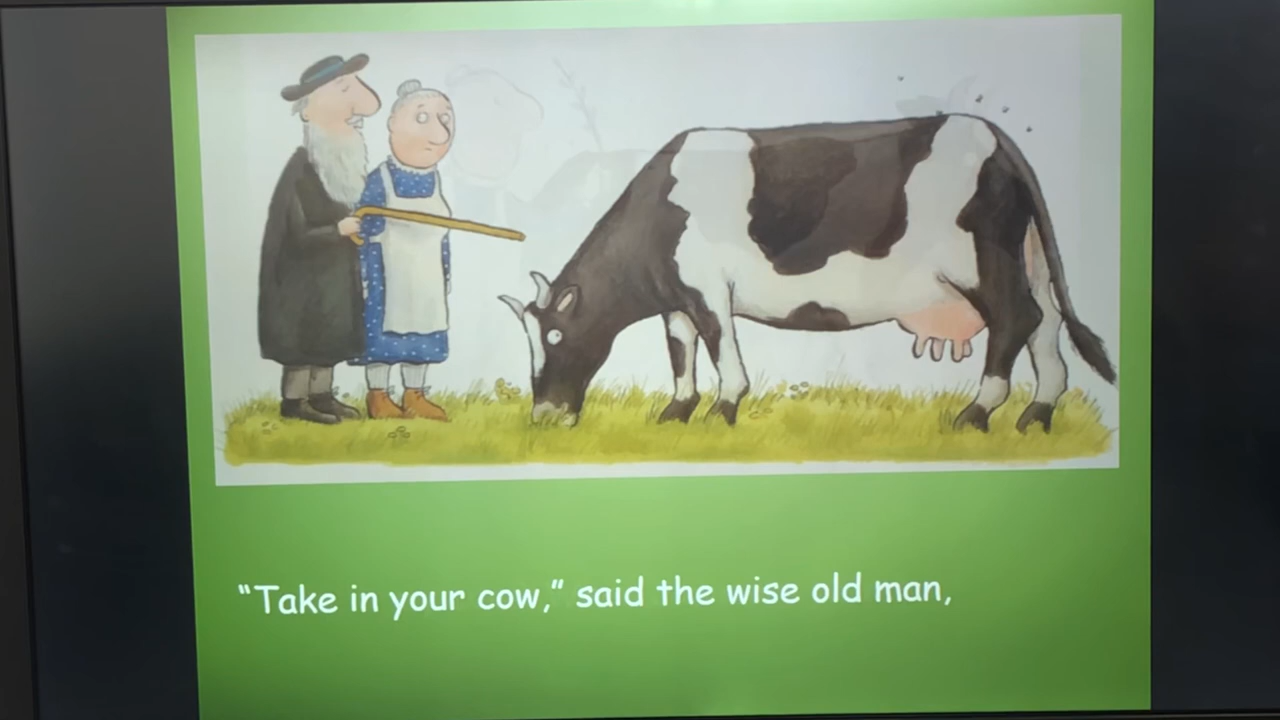 “Take in your cow,” said the wise old man,